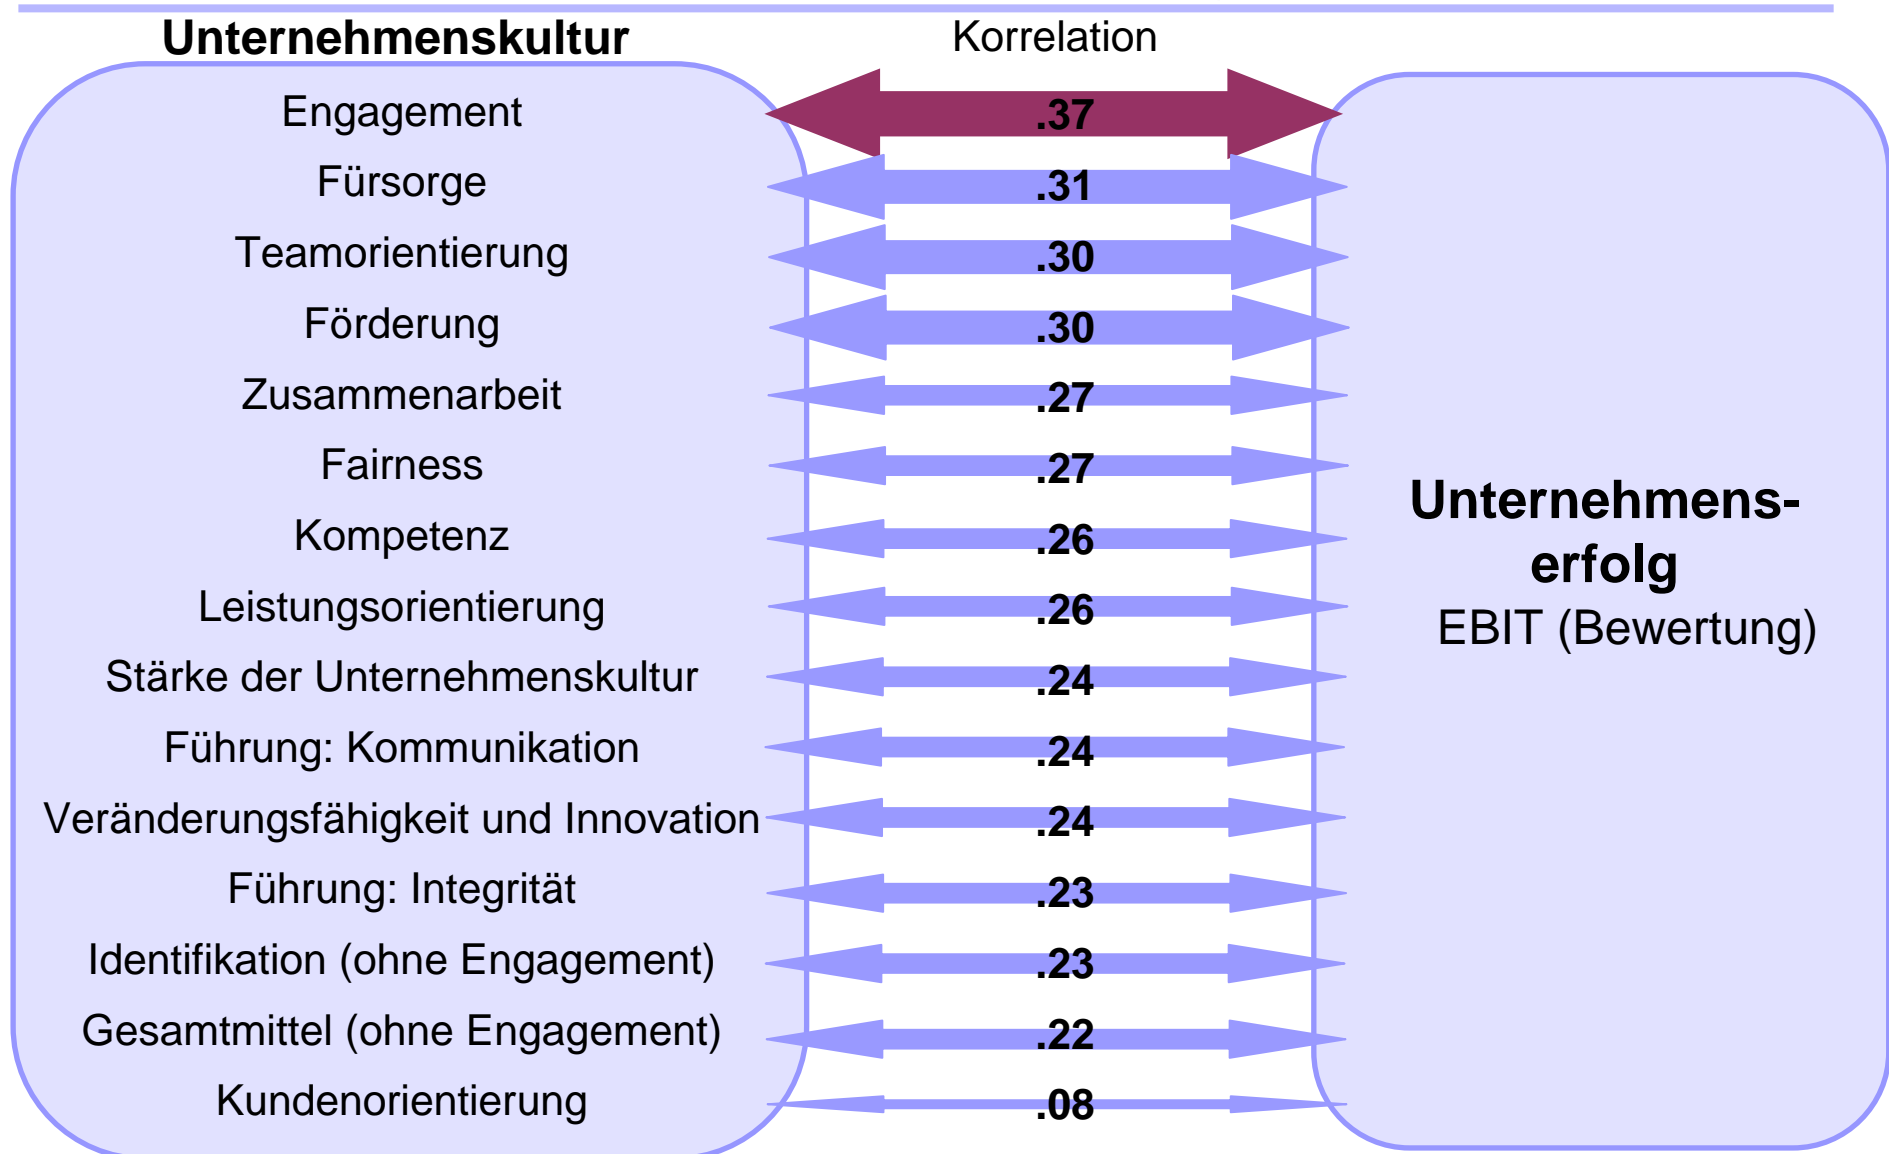 Unternehmenskultur Korrelation
Engagement .37
Fürsorge .31
Teamorientierung .30
Förderung .30
Zusammenarbeit .27
Fairness .27
Kompetenz .26
Leistungsorientierung .26
Stärke der Unternehmenskultur .24
Führung: Kommunikation .24
Veränderungsfähigkeit und Innovation .24
Führung: Integrität .23
Identifikation (ohne Engagement) .23
Gesamtmittel (ohne Engagement) .22
Kundenorientierung .08
Unternehmens-
erfolg
EBIT (Bewertung)